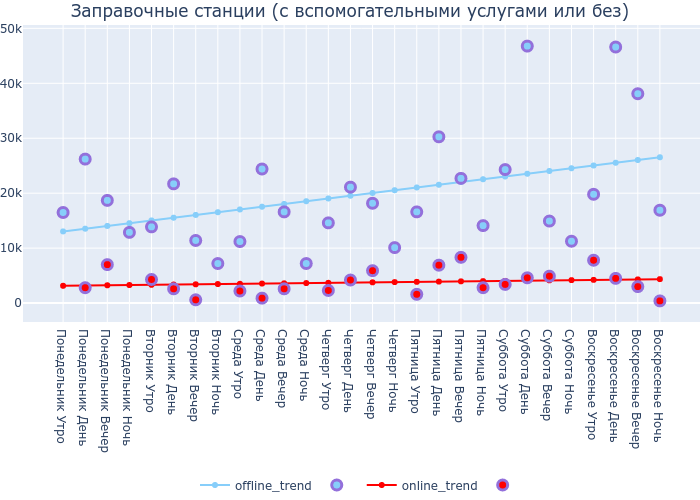 Заправочные станции (с вспомогательными услугами или без)
50k
40k
30k
20k
10k
0
Понедельник Утро
Понедельник День
Понедельник Вечер
Понедельник Ночь
Вторник Утро
Вторник День
Вторник Вечер
Вторник Ночь
Среда Утро
Среда День
Среда Вечер
Среда Ночь
Четверг Утро
Четверг День
Четверг Вечер
Четверг Ночь
Пятница Утро
Пятница День
Пятница Вечер
Пятница Ночь
Суббота Утро
Суббота День
Суббота Вечер
Суббота Ночь
Воскресенье Утро
Воскресенье День
Воскресенье Вечер
Воскресенье Ночь
offline_trend
online_trend